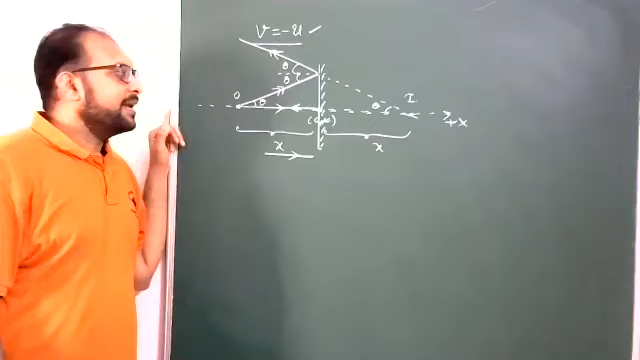 V = -u ✓
θ
θ
O θ θ I
(0,0) +x
x x